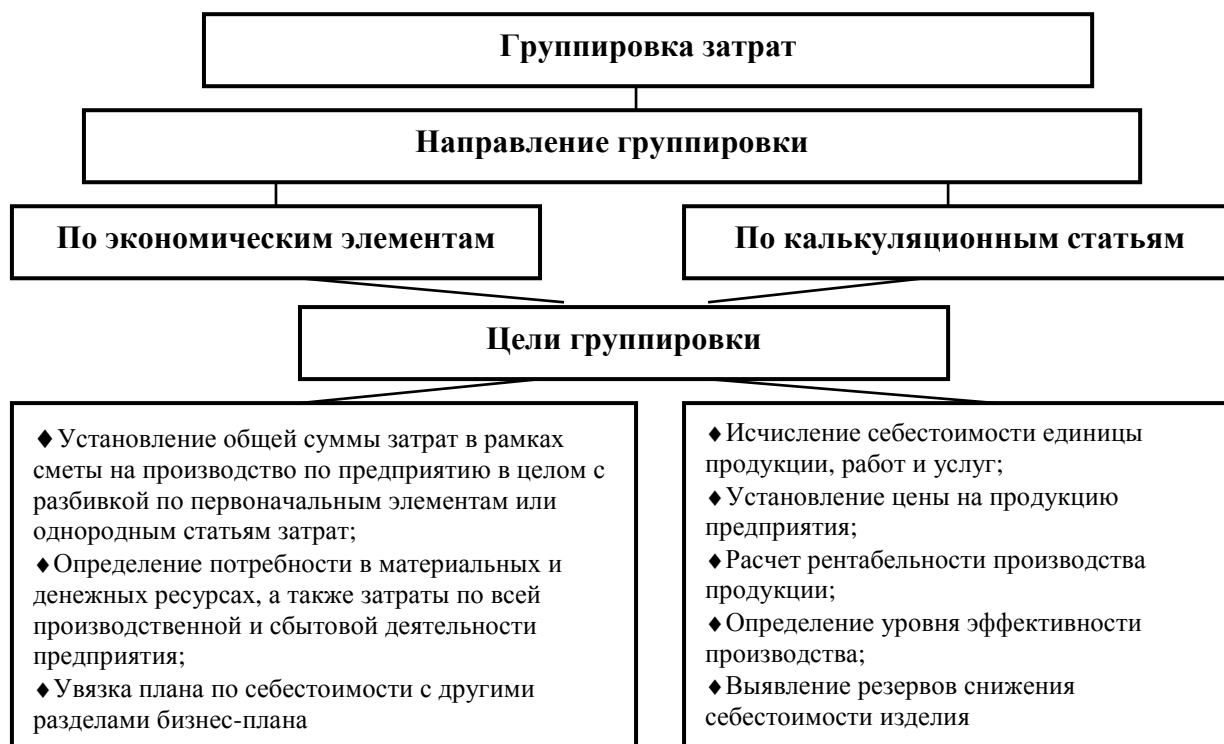 Группировка затрат
Направление группировки
По экономическим элементам
По калькуляционным статьям
Цели группировки
♦Установление общей суммы затрат в рамках
сметы на производство по предприятию в целом с
разбивкой по первоначальным элементам или
однородным статьям затрат;
♦Определение потребности в материальных и
денежных ресурсах, а также затраты по всей
производственной и сбытовой деятельности
предприятия;
♦Увязка плана по себестоимости с другими
разделами бизнес-плана
♦Исчисление себестоимости единицы
продукции, работ и услуг;
♦Установление цены на продукцию
предприятия;
♦Расчет рентабельности производства
продукции;
♦Определение уровня эффективности
производства;
♦Выявление резервов снижения
себестоимости изделия